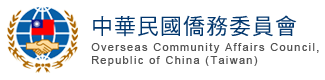 中華民國僑務委員會
Overseas Community Affairs Council,
Republic of China (Taiwan)